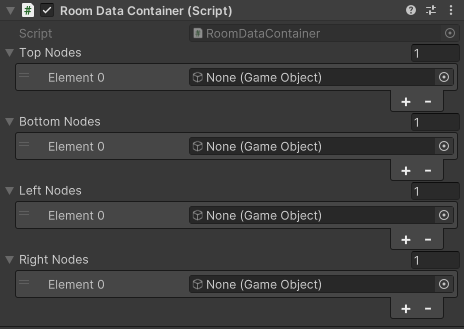 # Room Data Container (Script)
Script # RoomDataContainer
Top Nodes 1
Element 0 None (Game Object)
+ -
Bottom Nodes 1
Element 0 None (Game Object)
+ -
Left Nodes 1
Element 0 None (Game Object)
+ -
Right Nodes 1
Element 0 None (Game Object)
+ -